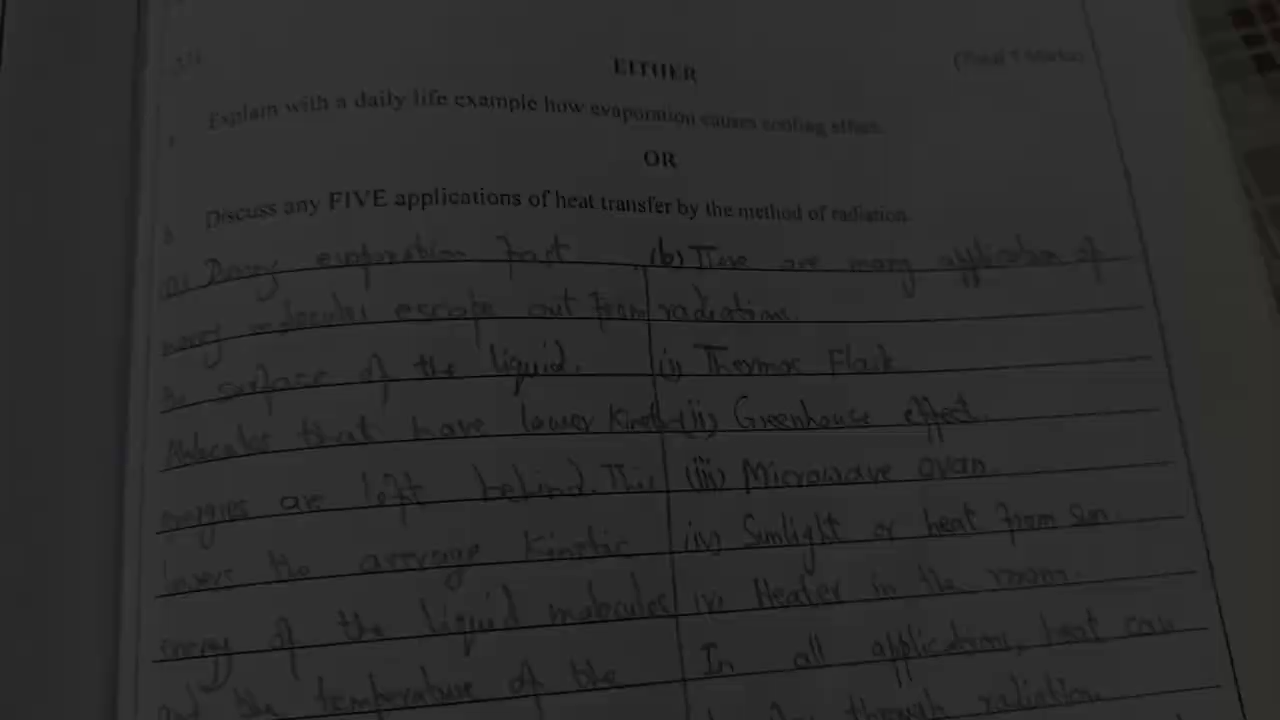 EITHER
(Total 5 Marks)
Explain with a daily life example how evaporation causes cooling effect.
OR
Discuss any FIVE applications of heat transfer by the method of radiation.
evaporation fast
molecules escape out from
surface of the liquid.
Molecules that have lower Kinetic
energies are left behind. This
lowers the average Kinetic
energy of the liquid molecules
and the temperature of the
(b) There are many application of
radiation.
(i) Thermos Flask
(ii) Greenhouse effect.
(iii) Microwave ovan.
(iv) Sunlight or heat from sun.
(v) Heater in the room.
In all applications, heat can
through radiation